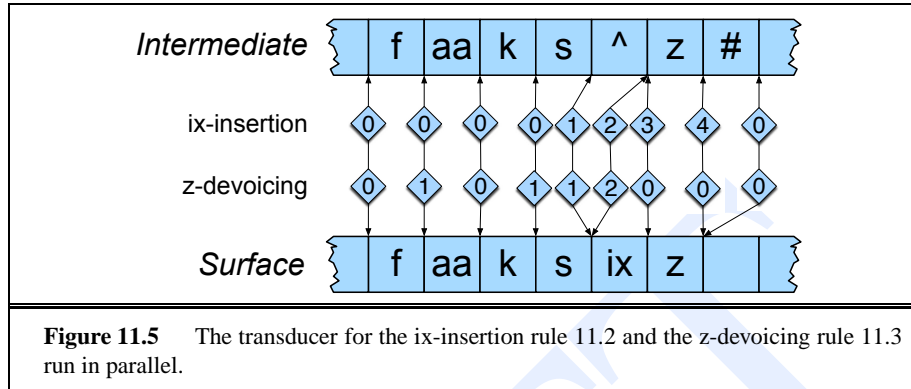 Intermediate f aa k s ^ z #
ix-insertion 0 0 0 0 1 2 3 4 0
z-devoicing 0 1 0 1 1 2 0 0 0
Surface f aa k s ix z
Figure 11.5 The transducer for the ix-insertion rule 11.2 and the z-devoicing rule 11.3
run in parallel.